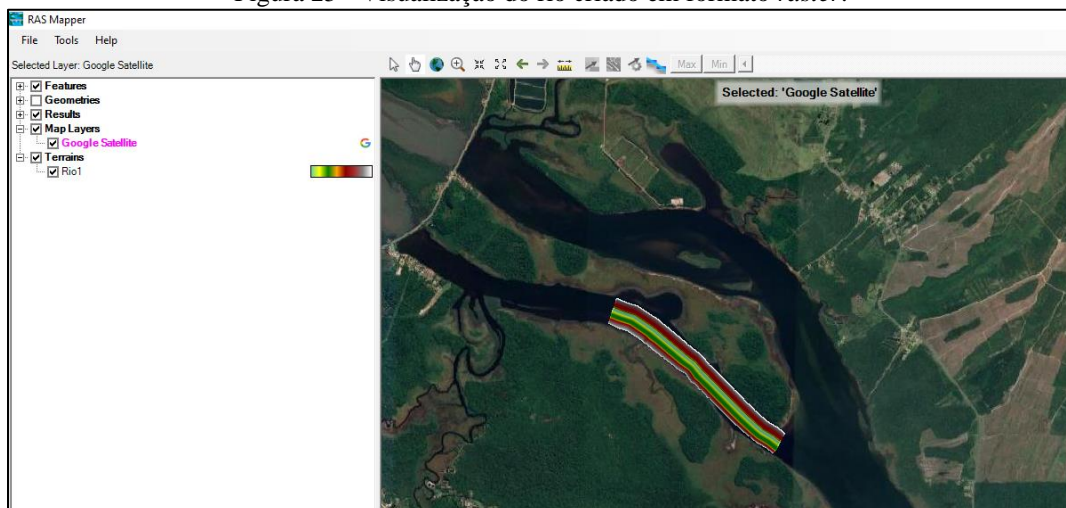 Figura 23 – Visualização do rio criado em formato raster.
RAS Mapper
File Tools Help
Selected Layer: Google Satellite
Max Min
Features
Geometries
Results
Map Layers
Google Satellite
Terrains
Rio1
Selected: 'Google Satellite'